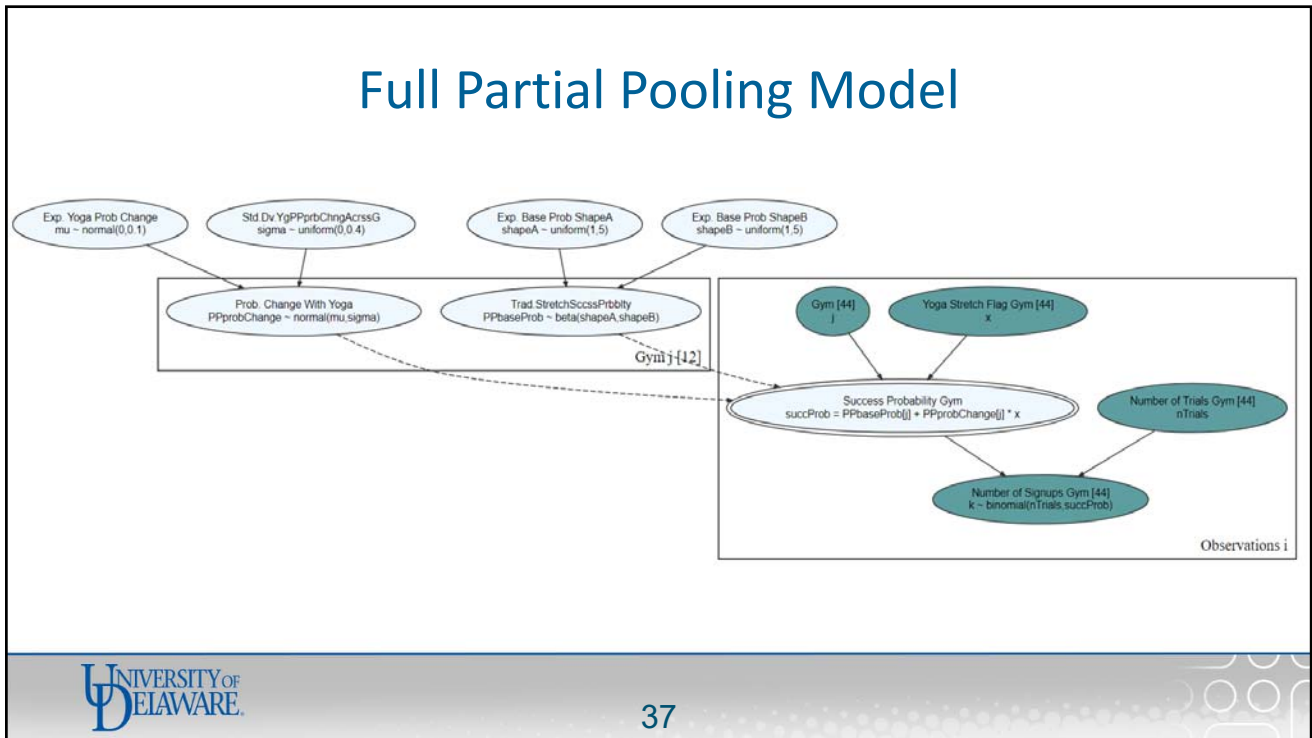 Full Partial Pooling Model
Exp. Yoga Prob Change
mu ~ normal(0,0.1)
Std.Dv.YgPPprbChngAcrssG
sigma ~ uniform(0,0.4)
Exp. Base Prob ShapeA
shapeA ~ uniform(1,5)
Exp. Base Prob ShapeB
shapeB ~ uniform(1,5)
Prob. Change With Yoga
PPprobChange ~ normal(mu,sigma)
Trad.StretchSccssPrbblty
PPbaseProb ~ beta(shapeA,shapeB)
Gym j [12]
Gym [44]
j
Yoga Stretch Flag Gym [44]
x
Success Probability Gym
succProb = PPbaseProb[j] + PPprobChange[j] * x
Number of Trials Gym [44]
nTrials
Number of Signups Gym [44]
k ~ binomial(nTrials,succProb)
Observations i
UNIVERSITY OF
DELAWARE.
37